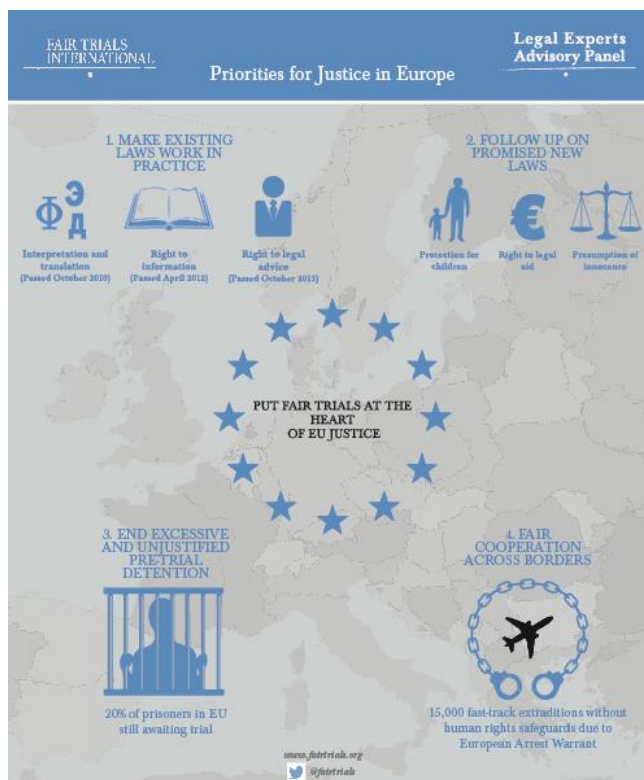 FAIR TRIALS
INTERNATIONAL
Priorities for Justice in Europe
Legal Experts
Advisory Panel
1. MAKE EXISTING
LAWS WORK IN
PRACTICE
Э
Ф
Д
Interpretation and
translation
(Passed October 2010)
Right to
information
(Passed April 2012)
Right to legal
advice
(Passed October 2013)
2. FOLLOW UP ON
PROMISED NEW
LAWS
€
Protection for
children
Right to legal
aid
Presumption of
innocence
PUT FAIR TRIALS AT THE
HEART
OF EU JUSTICE
3. END EXCESSIVE
AND UNJUSTIFIED
PRETRIAL
DETENTION
20% of prisoners in EU
still awaiting trial
4. FAIR
COOPERATION
ACROSS BORDERS
15,000 fast-track extraditions without
human rights safeguards due to
European Arrest Warrant
www.fairtrials.org
@fairtrials